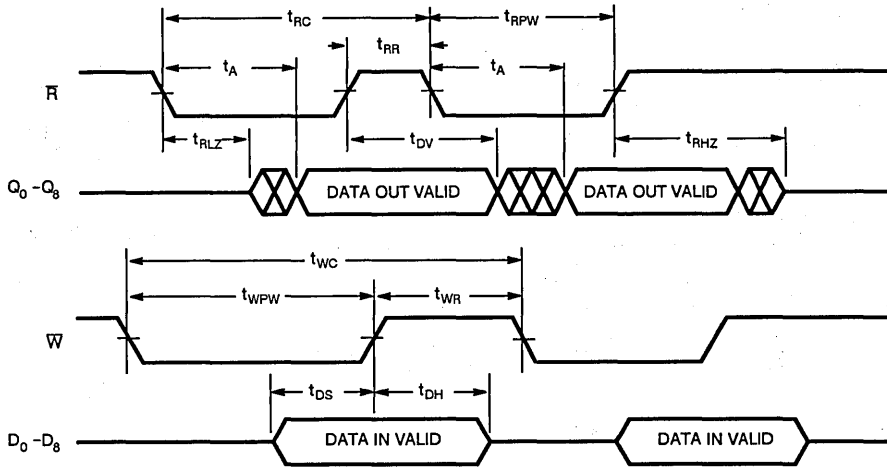 tRC
tRPW
tRR
tA
tA
R̅
tRLZ
tDV
tRHZ
Q0 -Q8
DATA OUT VALID
DATA OUT VALID
tWC
tWPW
tWR
W̅
tDS
tDH
D0 -D8
DATA IN VALID
DATA IN VALID